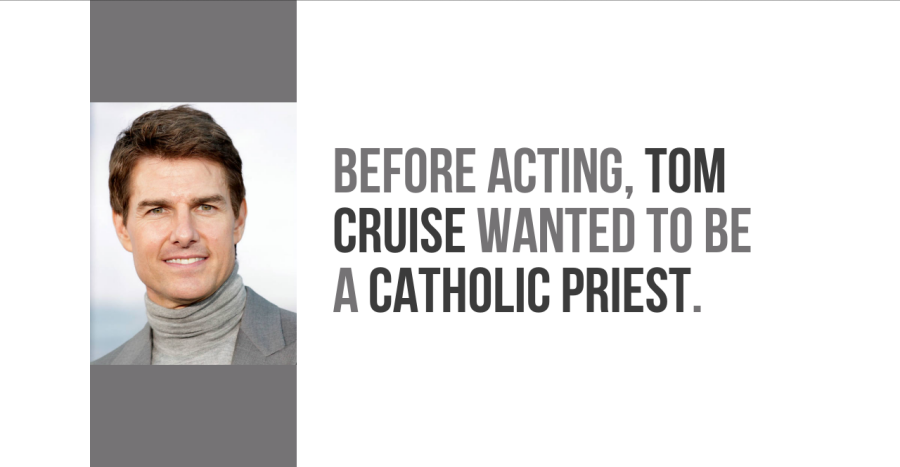 BEFORE ACTING, TOM
CRUISE WANTED TO BE
A CATHOLIC PRIEST.